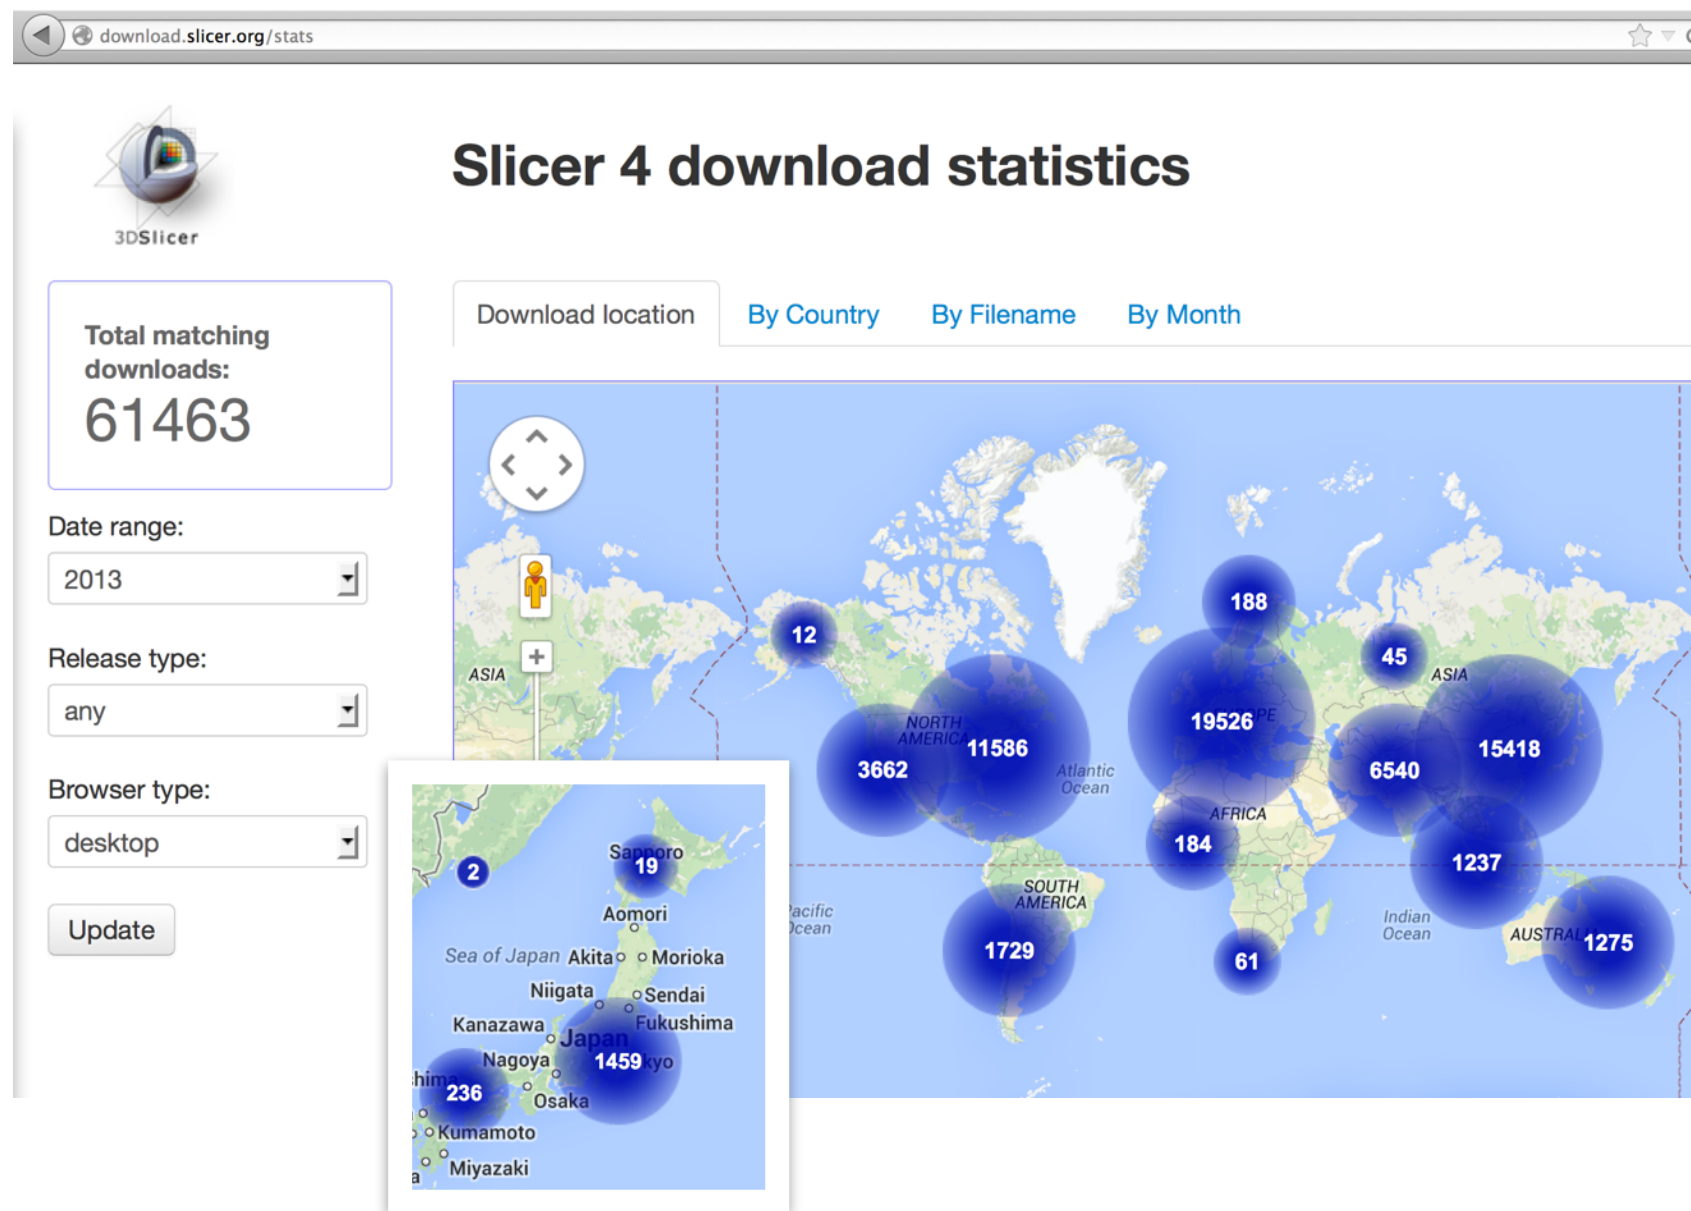 download.slicer.org/stats
3DSlicer
Slicer 4 download statistics
Total matching
downloads:
61463
Download location
By Country
By Filename
By Month
Date range:
2013
Release type:
any
Browser type:
desktop
Update
188
12
45
ASIA
ASIA
NORTH
AMERICA
11586
3662
Atlantic
Ocean
19526
6540
15418
AFRICA
184
1237
SOUTH
AMERICA
1729
61
Indian
Ocean
1275
Ocean
2
Sapporo
19
Aomori
Sea of Japan
Akita
Morioka
Niigata
Sendai
Kanazawa
Fukushima
Japan
Nagoya
1459
236
Osaka
Kumamoto
Miyazaki